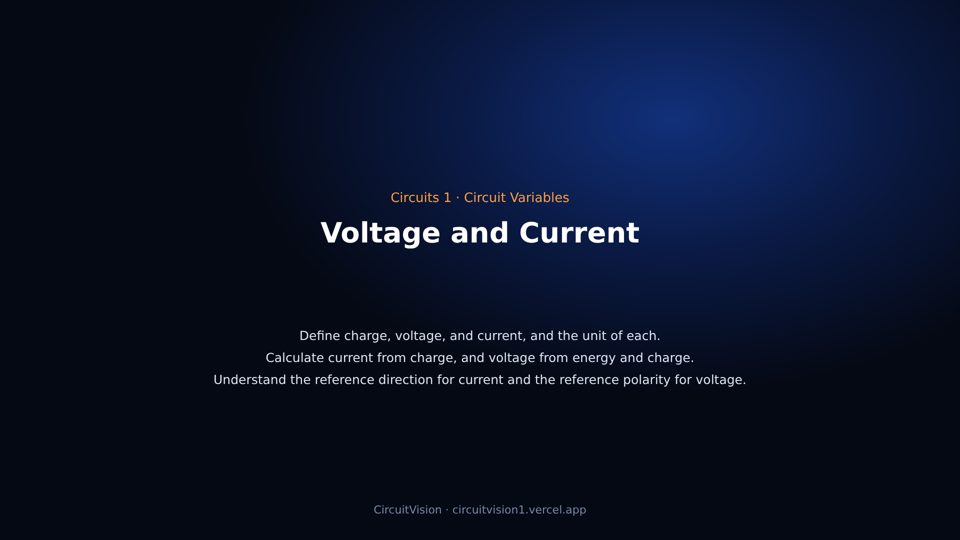 Circuits 1 · Circuit Variables
Voltage and Current
Define charge, voltage, and current, and the unit of each.
Calculate current from charge, and voltage from energy and charge.
Understand the reference direction for current and the reference polarity for voltage.
CircuitVision · circuitvision1.vercel.app